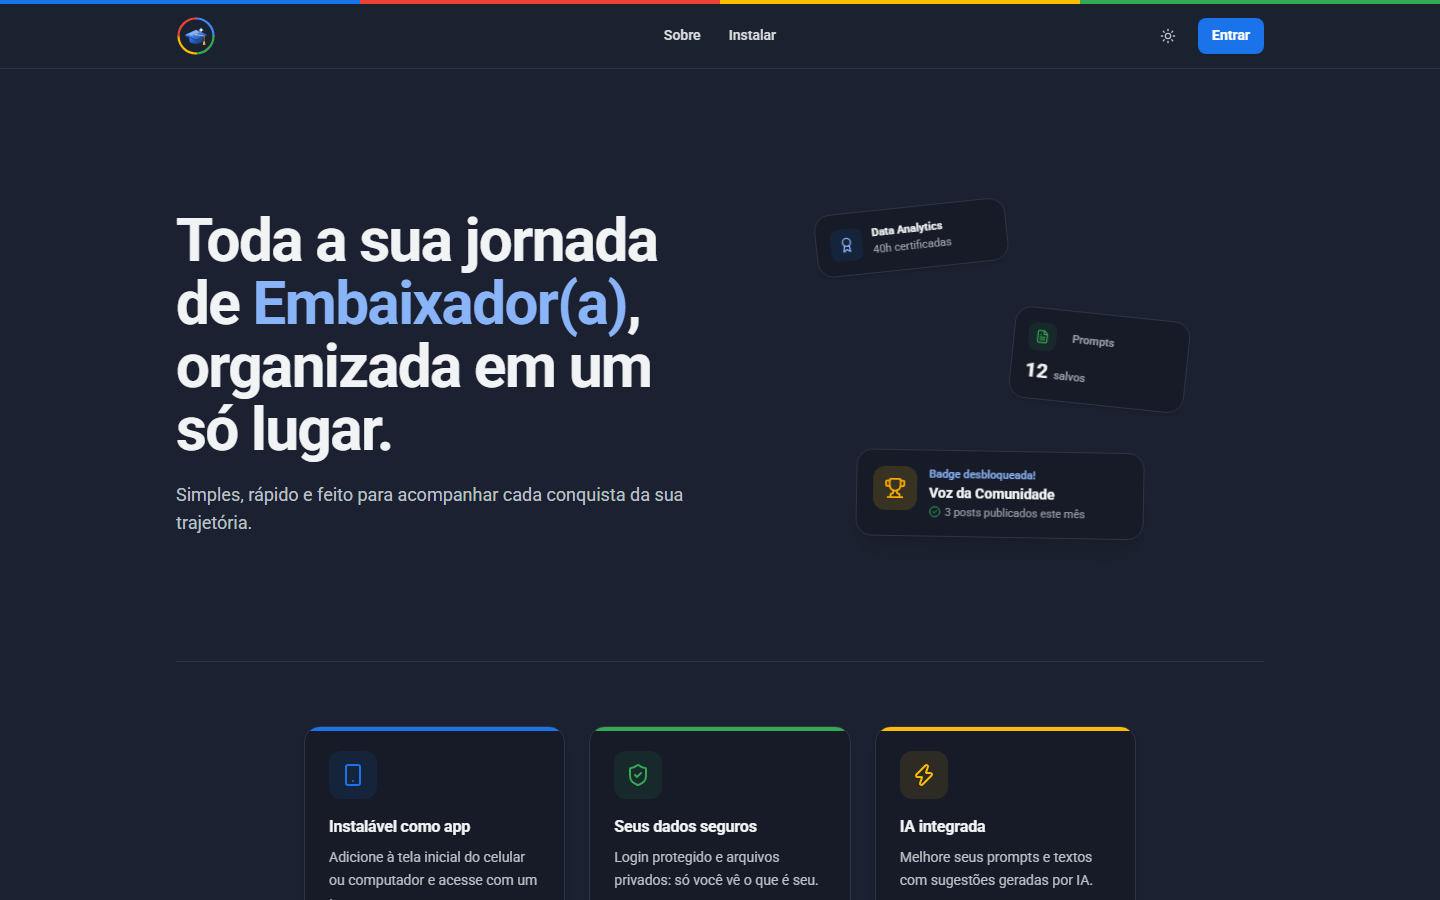 Sobre
Instalar
Entrar
Toda a sua jornada
de Embaixador(a),
organizada em um
só lugar.
Simples, rápido e feito para acompanhar cada conquista da sua
trajetória.
Data Analytics
40h certificadas
Prompts
12 salvos
Badge desbloqueada!
Voz da Comunidade
3 posts publicados este mês
Instalável como app
Adicione à tela inicial do celular
ou computador e acesse com um
Seus dados seguros
Login protegido e arquivos
privados: só você vê o que é seu.
IA integrada
Melhore seus prompts e textos
com sugestões geradas por IA.